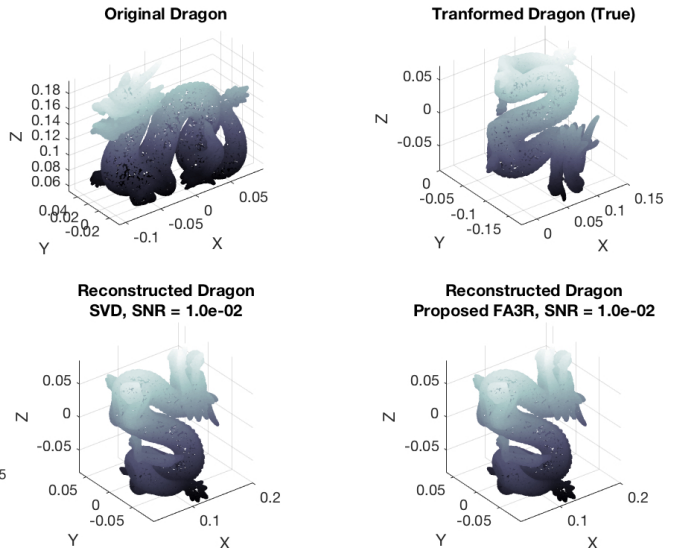 Original Dragon
Tranformed Dragon (True)
0.18
0.16
0.14
0.12
0.1
0.08
0.06
Z
0.04
0.02
0
-0.02
Y
-0.1
-0.05
0
0.05
X
0.05
0
-0.05
Z
0
-0.05
-0.1
-0.15
Y
0
0.05
0.1
0.15
X
Reconstructed Dragon
SVD, SNR = 1.0e-02
Reconstructed Dragon
Proposed FA3R, SNR = 1.0e-02
0.05
0
-0.05
Z
5
0.05
0
-0.05
Y
0.1
0.2
X
0.05
0
-0.05
Z
0.05
0
-0.05
Y
0.1
0.2
X